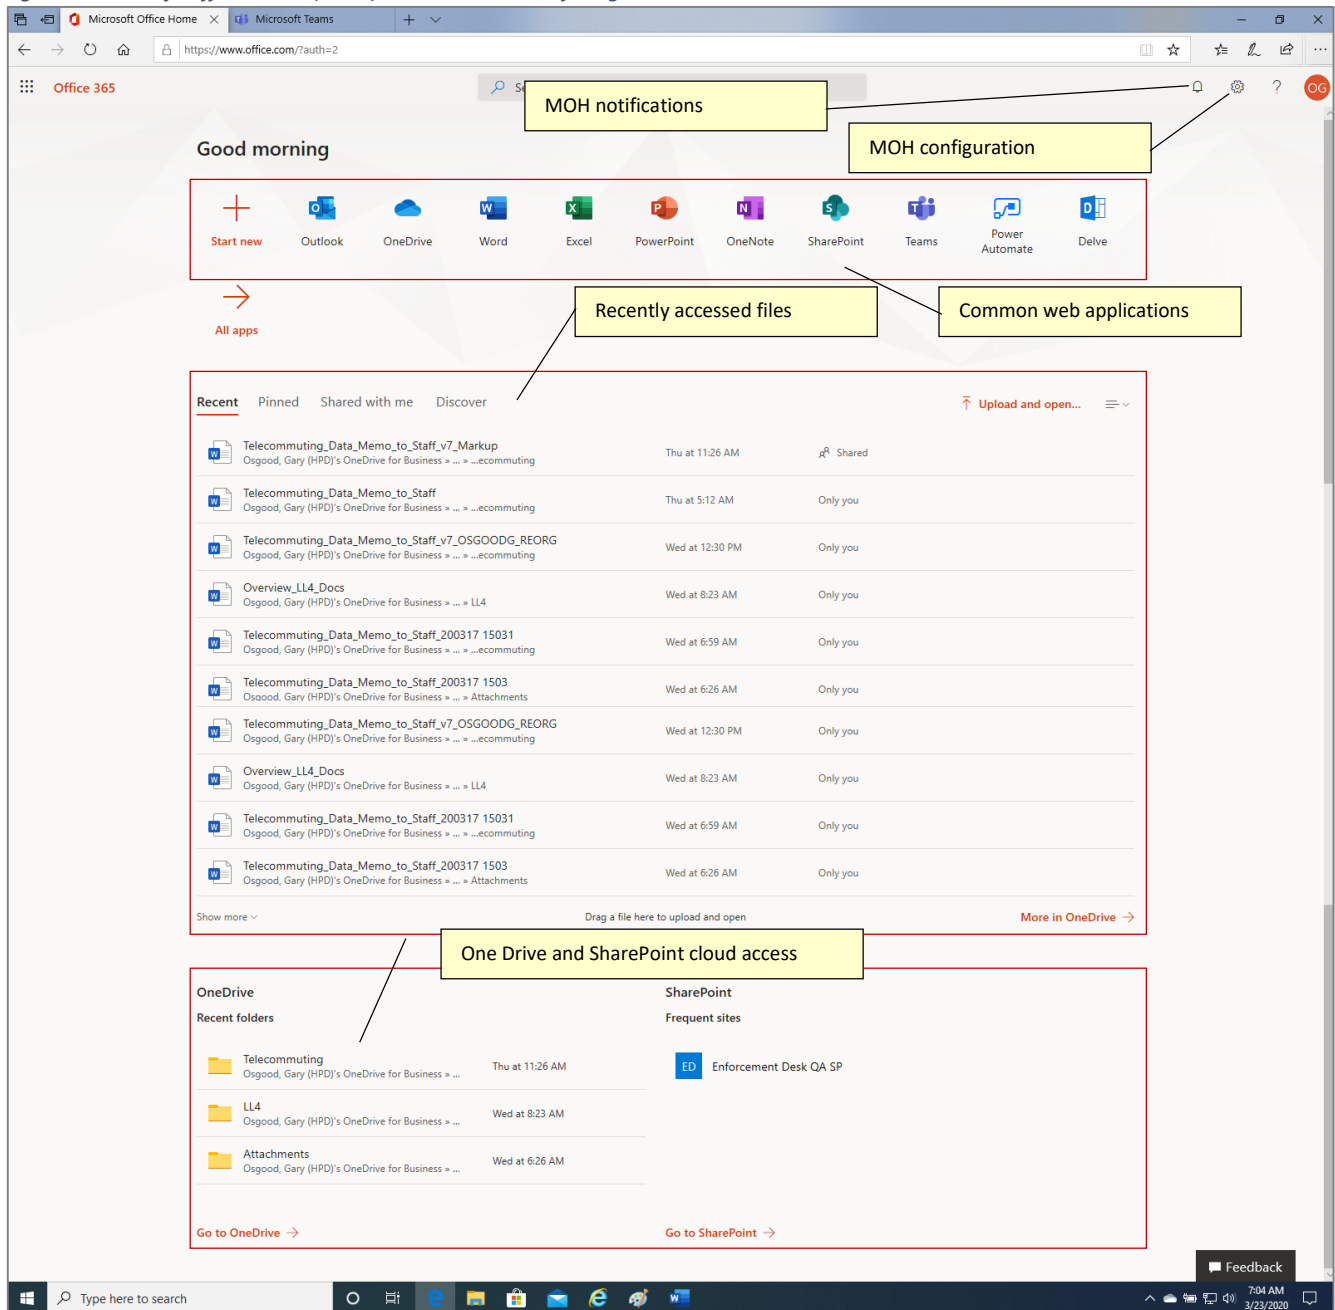 Microsoft Office Home
Microsoft Teams
https://www.office.com/?auth=2
Office 365
MOH notifications
OG
MOH configuration
Good morning
Start new
Outlook
OneDrive
Word
Excel
PowerPoint
OneNote
SharePoint
Teams
Power
Automate
Delve
All apps
Recently accessed files
Common web applications
Recent Pinned Shared with me Discover
Upload and open...
Telecommuting_Data_Memo_to_Staff_v7_Markup
Osgood, Gary (HPD)'s OneDrive for Business » ... » ...ecommuting
Thu at 11:26 AM
Shared
Telecommuting_Data_Memo_to_Staff
Osgood, Gary (HPD)'s OneDrive for Business » ... » ...ecommuting
Thu at 5:12 AM
Only you
Telecommuting_Data_Memo_to_Staff_v7_OSGOODG_REORG
Osgood, Gary (HPD)'s OneDrive for Business » ... » ...ecommuting
Wed at 12:30 PM
Only you
Overview_LL4_Docs
Osgood, Gary (HPD)'s OneDrive for Business » ... » LL4
Wed at 8:23 AM
Only you
Telecommuting_Data_Memo_to_Staff_200317 15031
Osgood, Gary (HPD)'s OneDrive for Business » ... » ...ecommuting
Wed at 6:59 AM
Only you
Telecommuting_Data_Memo_to_Staff_200317 1503
Osgood, Gary (HPD)'s OneDrive for Business » ... » Attachments
Wed at 6:26 AM
Only you
Telecommuting_Data_Memo_to_Staff_v7_OSGOODG_REORG
Osgood, Gary (HPD)'s OneDrive for Business » ... » ...ecommuting
Wed at 12:30 PM
Only you
Overview_LL4_Docs
Osgood, Gary (HPD)'s OneDrive for Business » ... » LL4
Wed at 8:23 AM
Only you
Telecommuting_Data_Memo_to_Staff_200317 15031
Osgood, Gary (HPD)'s OneDrive for Business » ... » ...ecommuting
Wed at 6:59 AM
Only you
Telecommuting_Data_Memo_to_Staff_200317 1503
Osgood, Gary (HPD)'s OneDrive for Business » ... » Attachments
Wed at 6:26 AM
Only you
Show more
Drag a file here to upload and open
More in OneDrive
One Drive and SharePoint cloud access
OneDrive
Recent folders
Telecommuting
Osgood, Gary (HPD)'s OneDrive for Business » ...
Thu at 11:26 AM
LL4
Osgood, Gary (HPD)'s OneDrive for Business » ...
Wed at 8:23 AM
Attachments
Osgood, Gary (HPD)'s OneDrive for Business » ...
Wed at 6:26 AM
Go to OneDrive
SharePoint
Frequent sites
ED Enforcement Desk QA SP
Go to SharePoint
Feedback
Type here to search
7:04 AM
3/23/2020